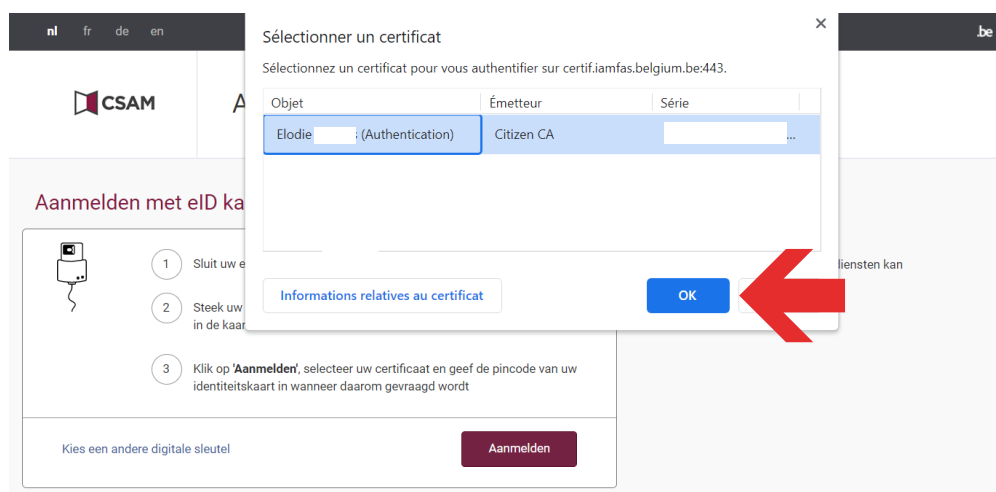 nl fr de en
.be
CSAM
A
Sélectionner un certificat
Sélectionnez un certificat pour vous authentifier sur certif.iamfas.belgium.be:443.
Objet Émetteur Série
Elodie (Authentication) Citizen CA ...
Informations relatives au certificat
OK
Aanmelden met eID ka
1 Sluit uw e
diensten kan
2 Steek uw
in de kaar
3 Klik op 'Aanmelden', selecteer uw certificaat en geef de pincode van uw
identiteitskaart in wanneer daarom gevraagd wordt
Kies een andere digitale sleutel
Aanmelden